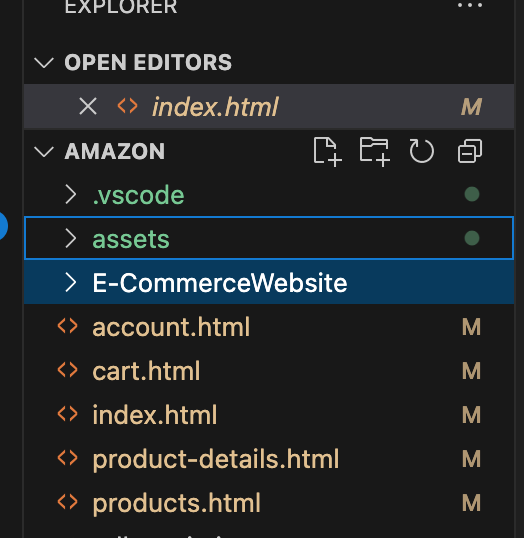 EXPLORER
OPEN EDITORS
index.html M
AMAZON
.vscode
assets
E-CommerceWebsite
account.html M
cart.html M
index.html M
product-details.html M
products.html M